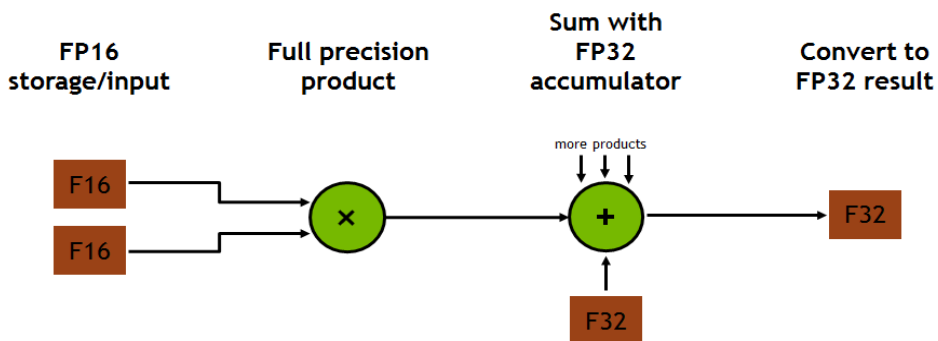 FP16
storage/input
Full precision
product
Sum with
FP32
accumulator
Convert to
FP32 result
more products
F16
F16
×
+
F32
F32